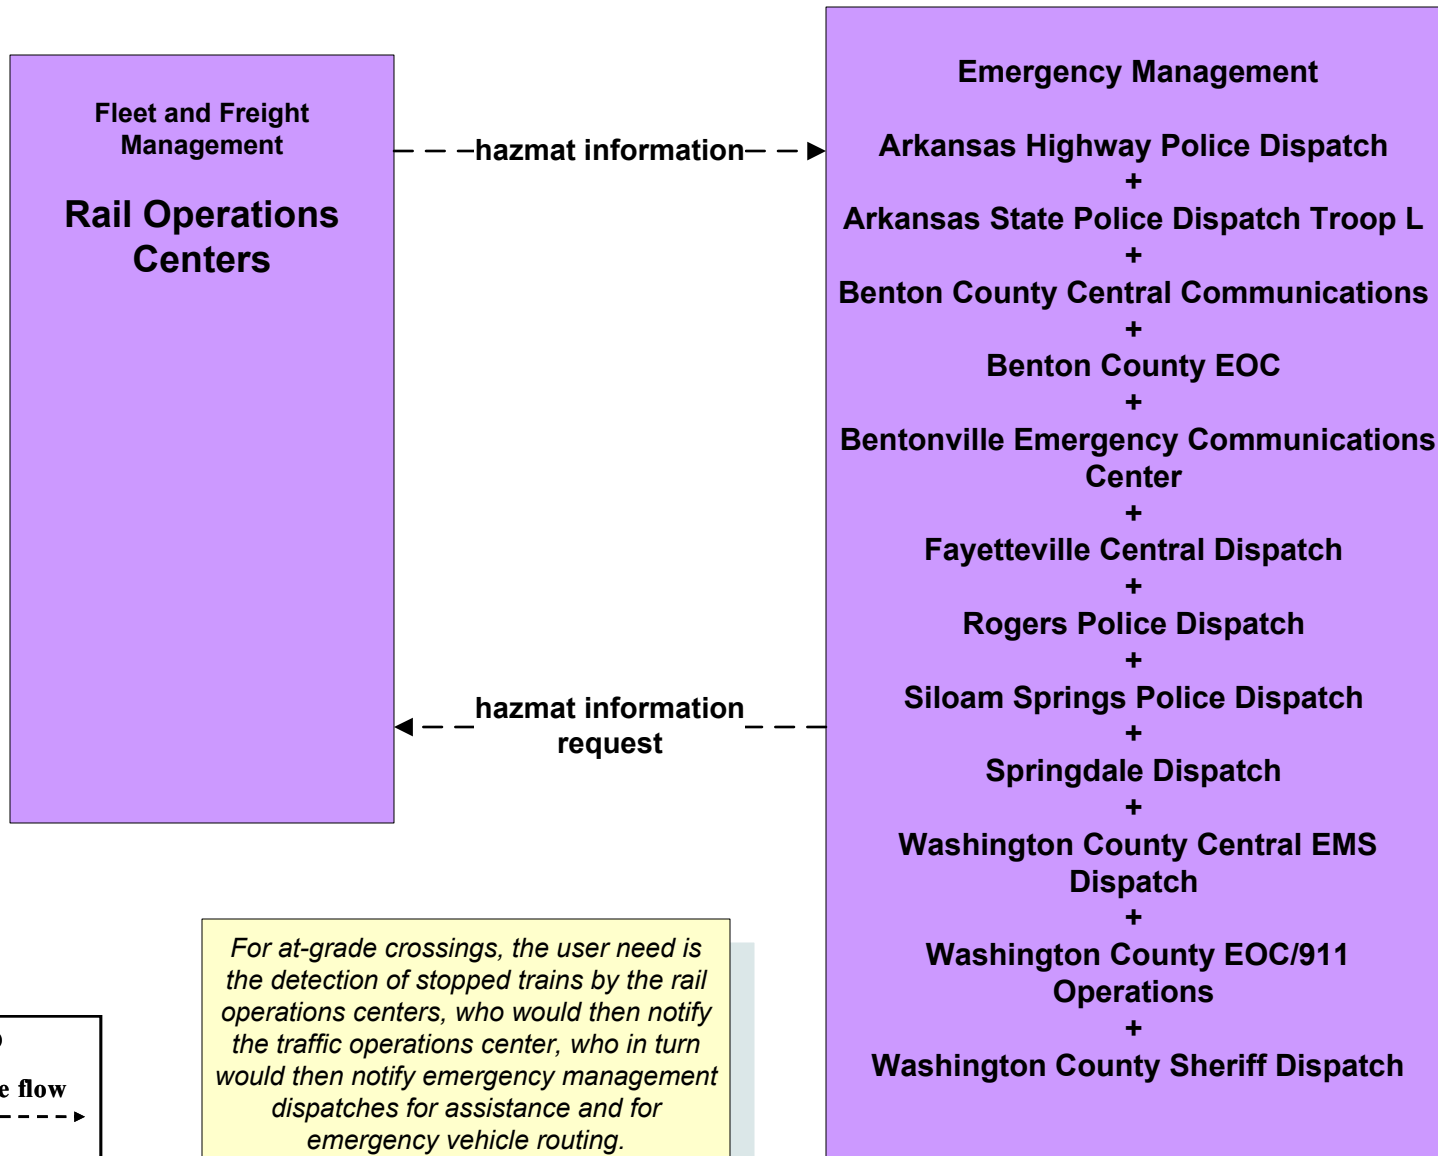 Fleet and Freight
Management
Rail Operations
Centers
hazmat information
hazmat information
request
Emergency Management
Arkansas Highway Police Dispatch
+
Arkansas State Police Dispatch Troop L
+
Benton County Central Communications
+
Benton County EOC
+
Bentonville Emergency Communications
Center
+
Fayetteville Central Dispatch
+
Rogers Police Dispatch
+
Siloam Springs Police Dispatch
+
Springdale Dispatch
+
Washington County Central EMS
Dispatch
+
Washington County EOC/911
Operations
+
Washington County Sheriff Dispatch
For at-grade crossings, the user need is
the detection of stopped trains by the rail
operations centers, who would then notify
the traffic operations center, who in turn
would then notify emergency management
dispatches for assistance and for
emergency vehicle routing.
flow